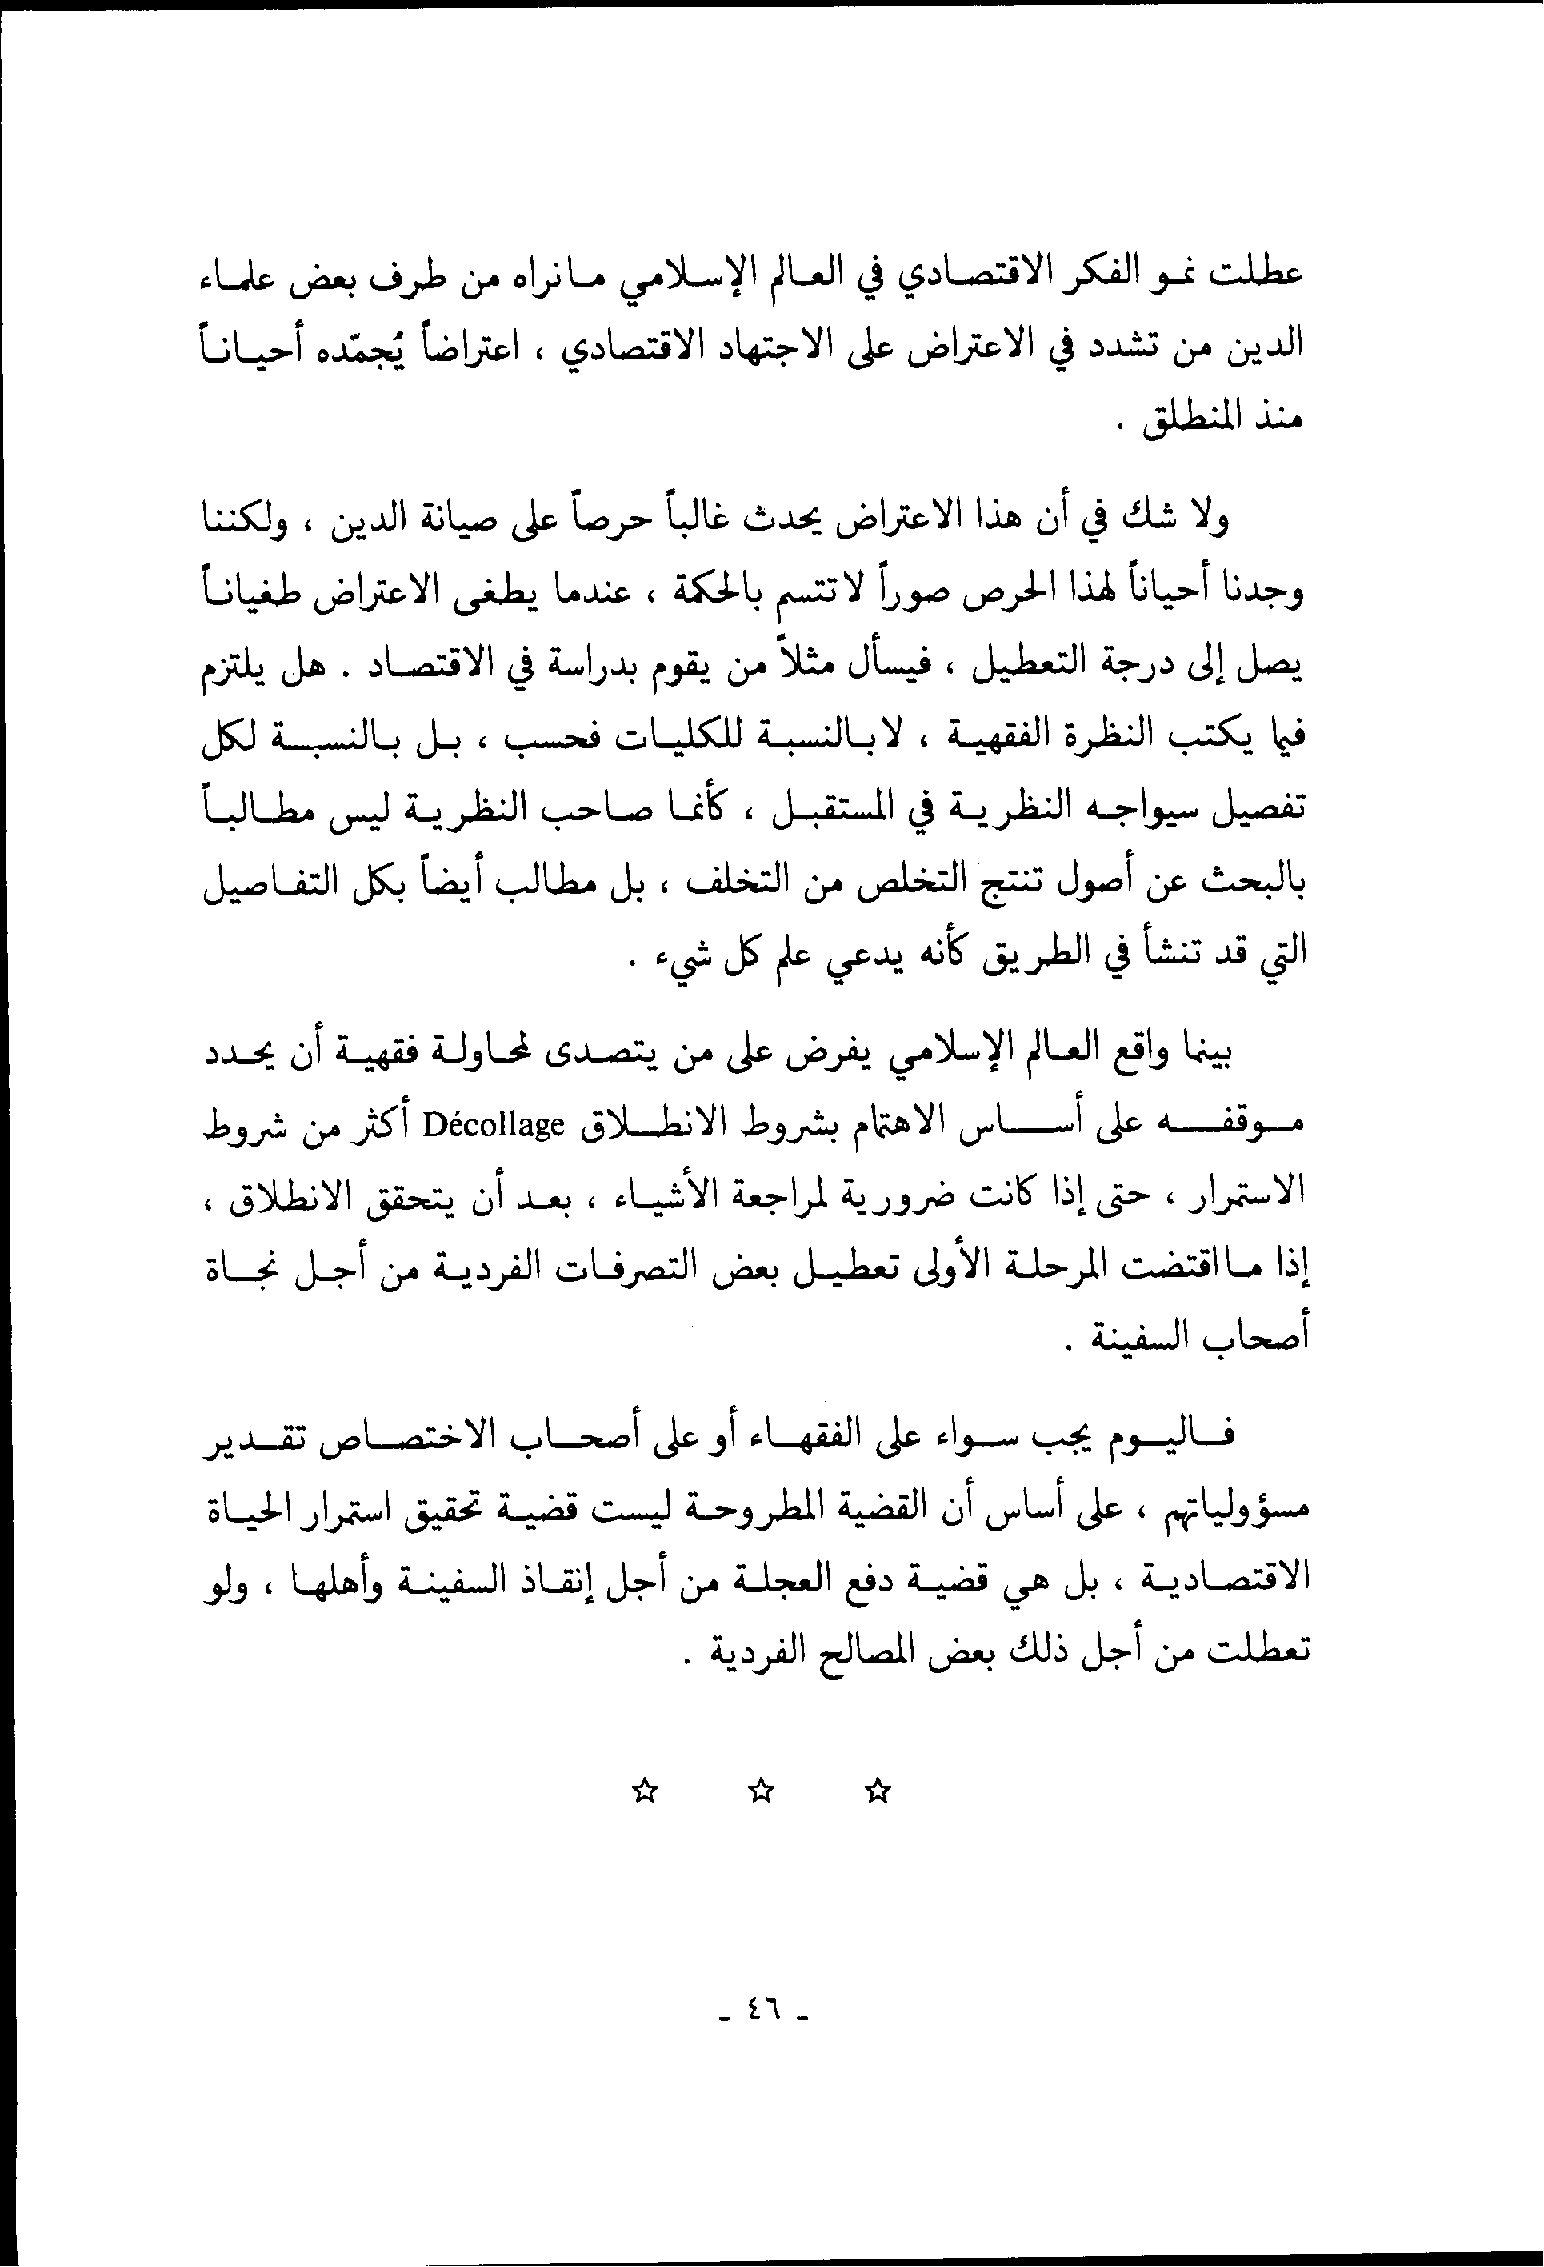 عطلت نمو الفكر الاقتصادي في العالم الإسلامي مانراه من طرف بعض علماء
الدين من تشدد في الاعتراض على الاجتهاد الاقتصادي ، اعتراضاً يُجمّده أحياناً
منذ المنطلق .
ولا شك في أن هذا الاعتراض يحدث غالباً حرصاً على صيانة الدين ، ولكننا
وجدنا أحياناً لهذا الحرص صوراً لاتتسم بالحكمة ، عندما يطغى الاعتراض طغياناً
يصل إلى درجة التعطيل ، فيسأل مثلاً من يقوم بدراسة في الاقتصاد . هل يلتزم
فيما يكتب النظرة الفقهية ، لابالنسبة للكليات فحسب ، بل بالنسبة لكل
تفصيل سيواجه النظرية في المستقبل ، كأنما صاحب النظرية ليس مطالباً
بالبحث عن أصول تنتج التخلص من التخلف ، بل مطالب أيضاً بكل التفاصيل
التي قد تنشأ في الطريق كأنه يدعي علم كل شيء .
بينما واقع العالم الإسلامي يفرض على من يتصدى لمحاولة فقهية أن يحدد
موقفه على أساس الاهتمام بشروط الانطلاق Décollage أكثر من شروط
الاستمرار ، حتى إذا كانت ضرورية لمراجعة الأشياء ، بعد أن يتحقق الانطلاق ،
إذا مااقتضت المرحلة الأولى تعطيل بعض التصرفات الفردية من أجل نجاة
أصحاب السفينة .
فاليوم يجب سواء على الفقهاء أو على أصحاب الاختصاص تقدير
مسؤولياتهم ، على أساس أن القضية المطروحة ليست قضية تحقيق استمرار الحياة
الاقتصادية ، بل هي قضية دفع العجلة من أجل إنقاذ السفينة وأهلها ، ولو
تعطلت من أجل ذلك بعض المصالح الفردية .
☆ ☆ ☆
- ٤٦ -